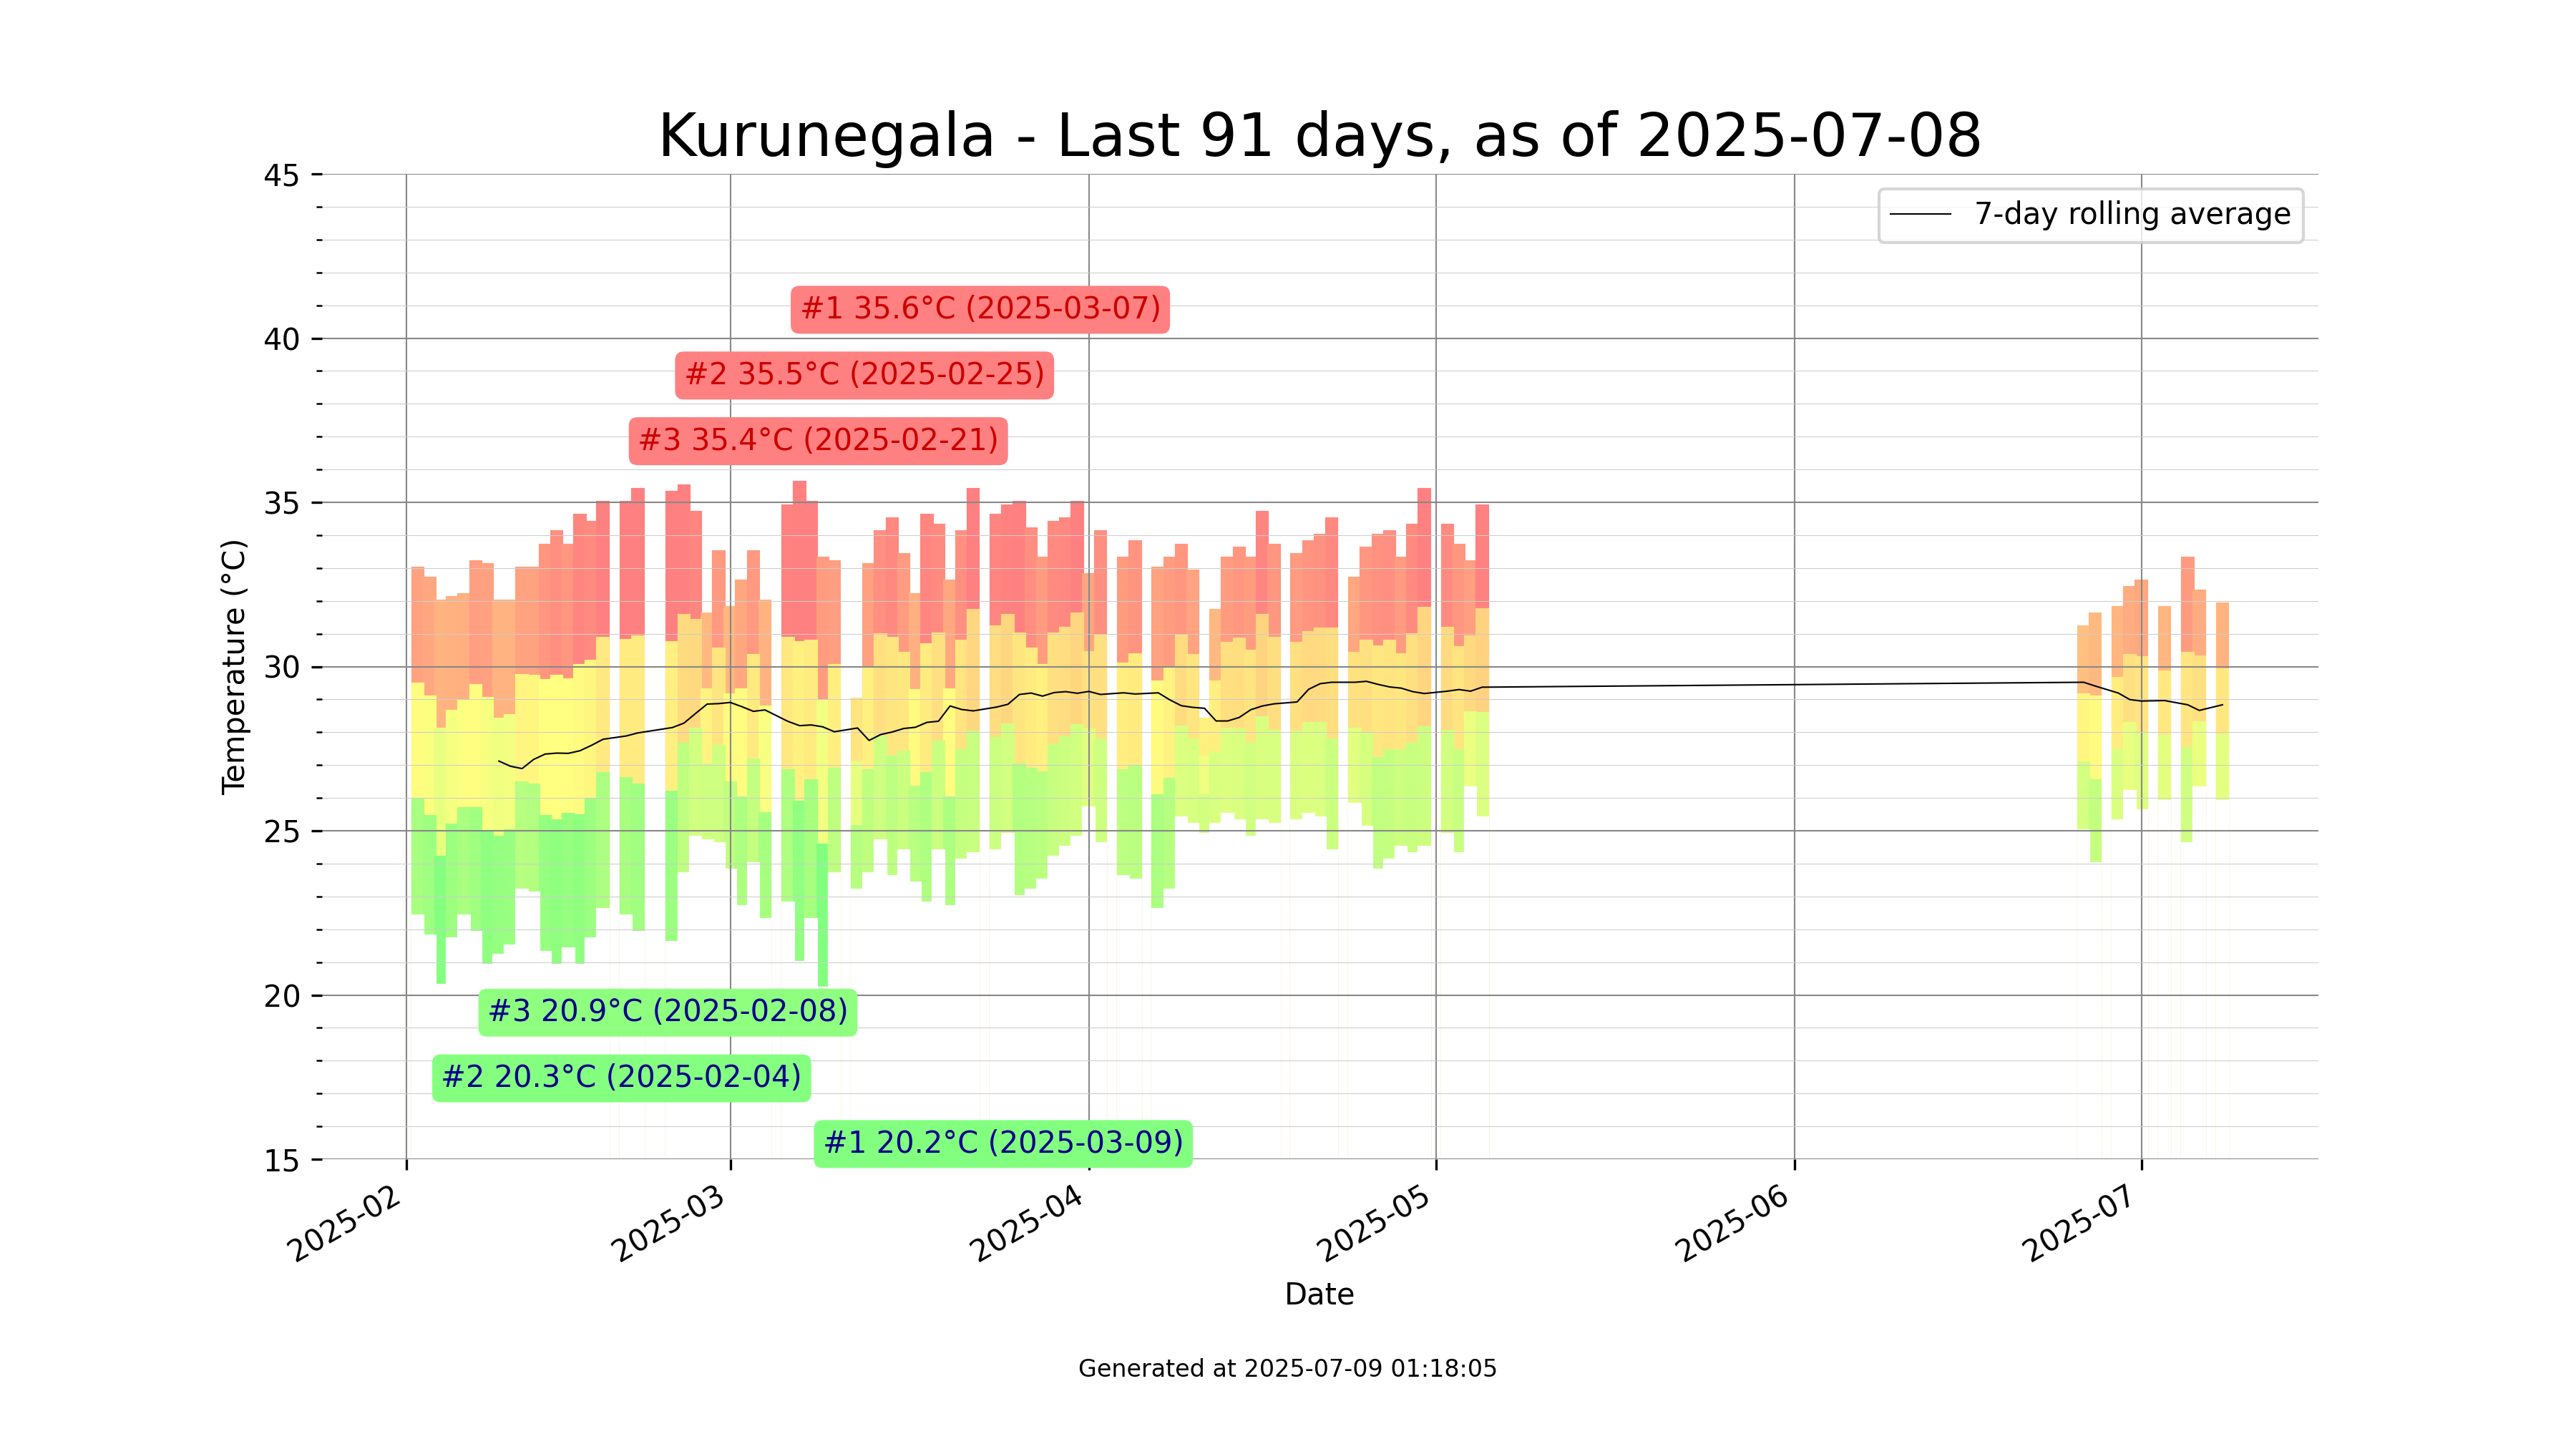 Kurunegala - Last 91 days, as of 2025-07-08
45
7-day rolling average
#1 35.6°C (2025-03-07)
40
#2 35.5°C (2025-02-25)
#3 35.4°C (2025-02-21)
35
Temperature (°C)
30
25
20
#3 20.9°C (2025-02-08)
#2 20.3°C (2025-02-04)
#1 20.2°C (2025-03-09)
15
2025-02
2025-03
2025-04
2025-05
2025-06
2025-07
Date
Generated at 2025-07-09 01:18:05